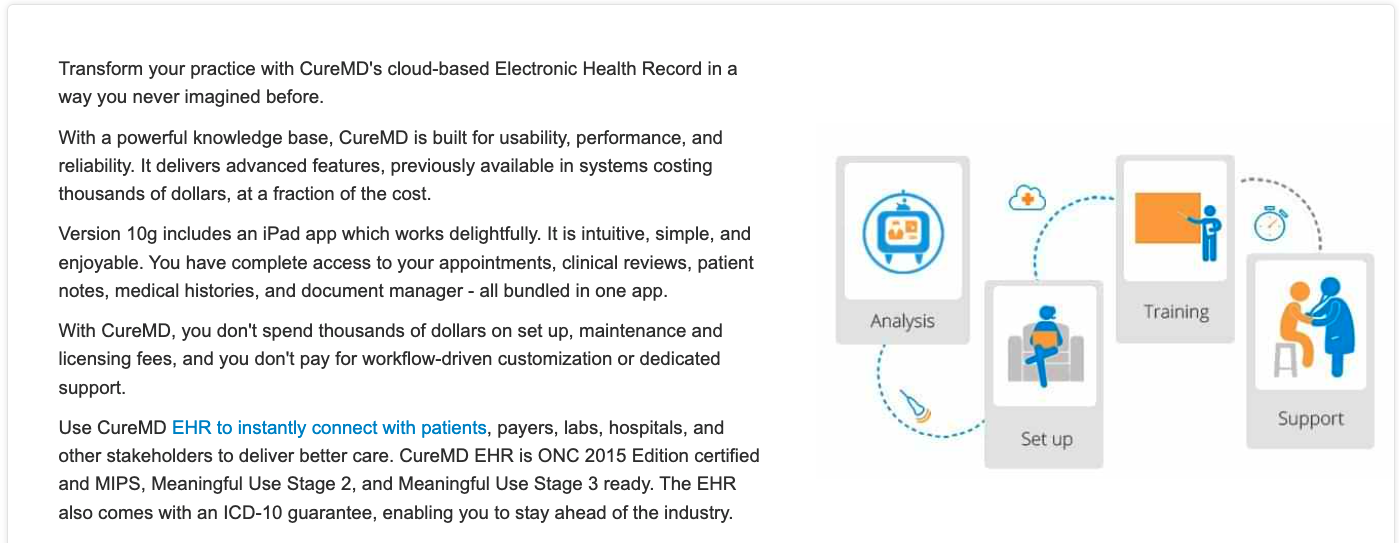 Transform your practice with CureMD's cloud-based Electronic Health Record in a
way you never imagined before.
With a powerful knowledge base, CureMD is built for usability, performance, and
reliability. It delivers advanced features, previously available in systems costing
thousands of dollars, at a fraction of the cost.
Version 10g includes an iPad app which works delightfully. It is intuitive, simple, and
enjoyable. You have complete access to your appointments, clinical reviews, patient
notes, medical histories, and document manager - all bundled in one app.
With CureMD, you don't spend thousands of dollars on set up, maintenance and
licensing fees, and you don't pay for workflow-driven customization or dedicated
support.
Use CureMD EHR to instantly connect with patients, payers, labs, hospitals, and
other stakeholders to deliver better care. CureMD EHR is ONC 2015 Edition certified
and MIPS, Meaningful Use Stage 2, and Meaningful Use Stage 3 ready. The EHR
also comes with an ICD-10 guarantee, enabling you to stay ahead of the industry.
Analysis
Set up
Training
Support